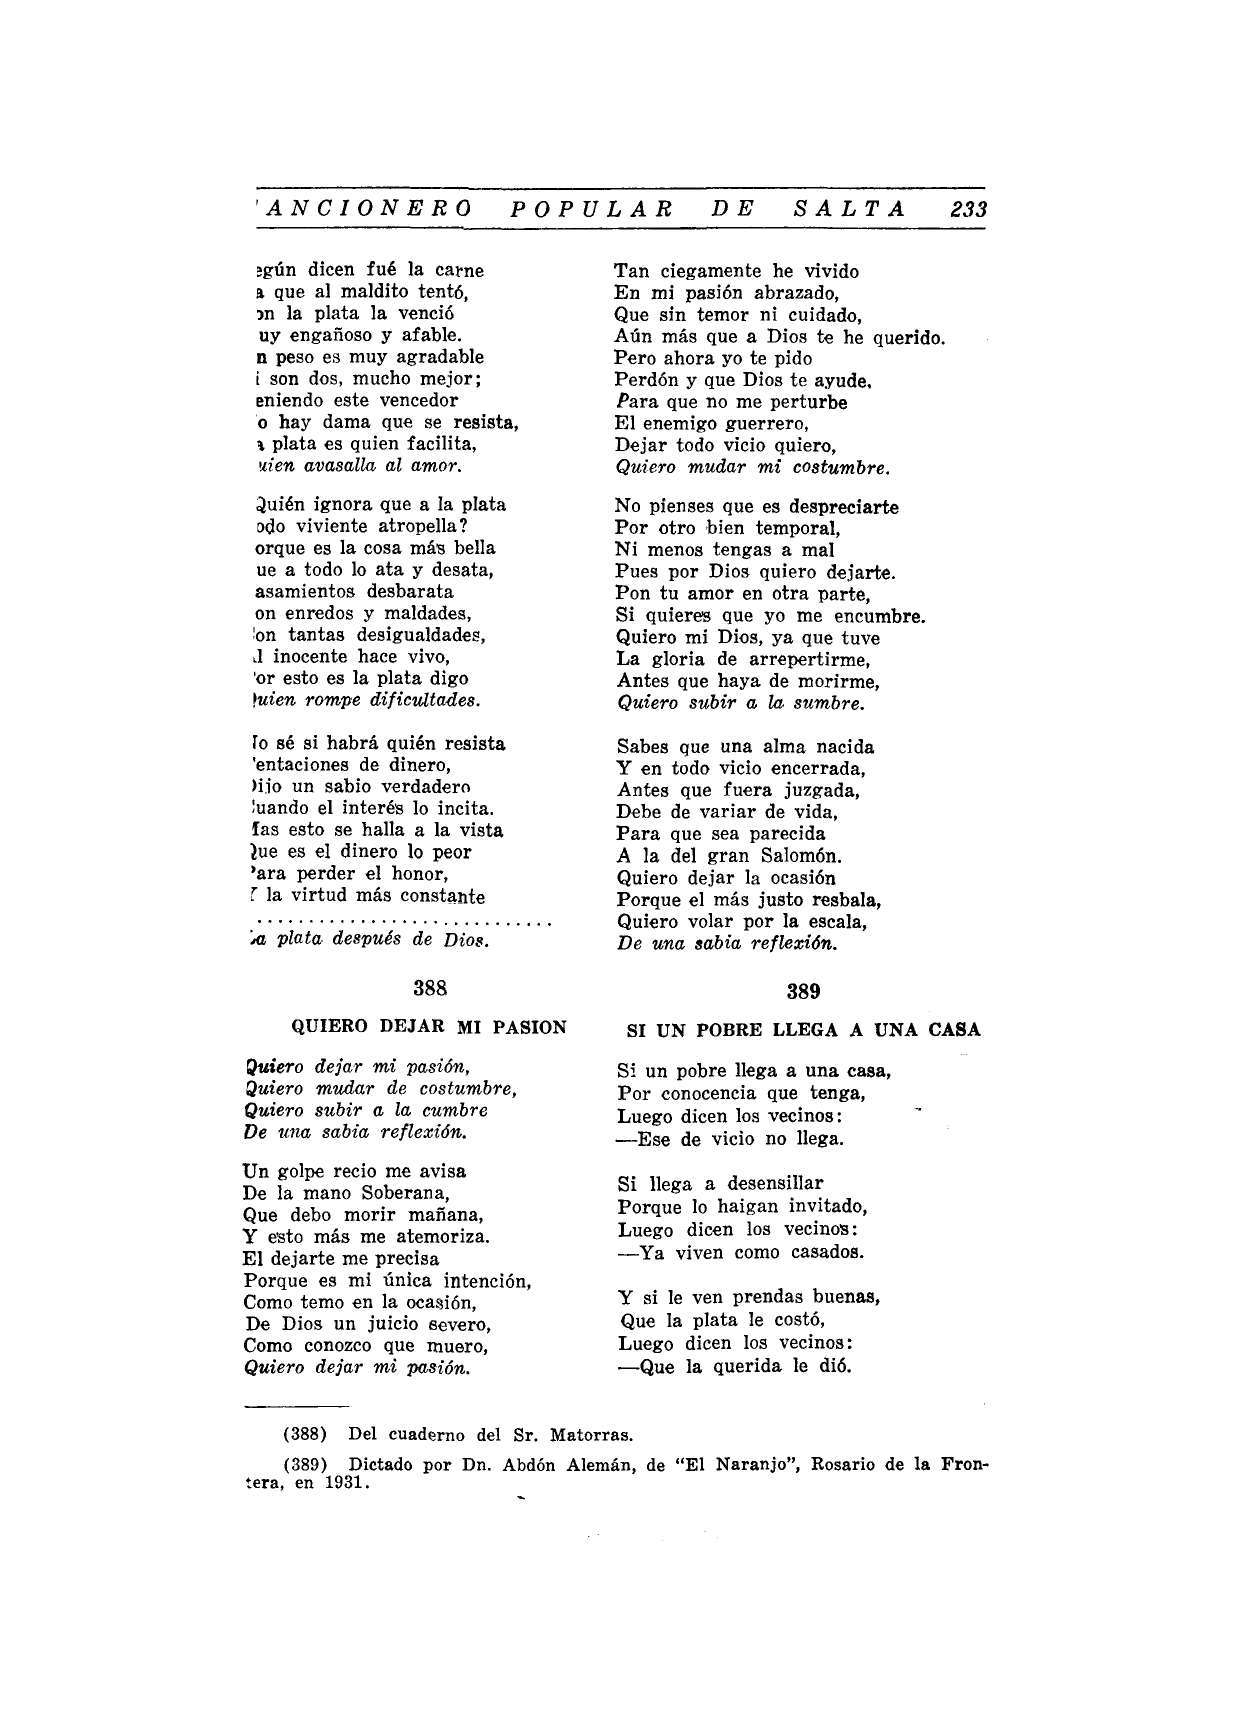 ANCIONERO POPULAR DE SALTA 233
egún dicen fué la carne
a que al maldito tentó,
on la plata la venció
uy engañoso y afable.
n peso es muy agradable
i son dos, mucho mejor;
eniendo este vencedor
o hay dama que se resista,
a plata es quien facilita,
uien avasalla al amor.
Quién ignora que a la plata
odo viviente atropella?
orque es la cosa más bella
ue a todo lo ata y desata,
asamientos desbarata
on enredos y maldades,
on tantas desigualdades,
l inocente hace vivo,
or esto es la plata digo
uien rompe dificultades.
o sé si habrá quién resista
entaciones de dinero,
ijo un sabio verdadero
uando el interés lo incita.
as esto se halla a la vista
Que es el dinero lo peor
Para perder el honor,
Y la virtud más constante
.............................
La plata después de Dios.
388
QUIERO DEJAR MI PASION
Quiero dejar mi pasión,
Quiero mudar de costumbre,
Quiero subir a la cumbre
De una sabia reflexión.
Un golpe recio me avisa
De la mano Soberana,
Que debo morir mañana,
Y esto más me atemoriza.
El dejarte me precisa
Porque es mi única intención,
Como temo en la ocasión,
De Dios un juicio severo,
Como conozco que muero,
Quiero dejar mi pasión.
Tan ciegamente he vivido
En mi pasión abrazado,
Que sin temor ni cuidado,
Aún más que a Dios te he querido.
Pero ahora yo te pido
Perdón y que Dios te ayude.
Para que no me perturbe
El enemigo guerrero,
Dejar todo vicio quiero,
Quiero mudar mi costumbre.
No pienses que es despreciarte
Por otro bien temporal,
Ni menos tengas a mal
Pues por Dios quiero dejarte.
Pon tu amor en otra parte,
Si quieres que yo me encumbre.
Quiero mi Dios, ya que tuve
La gloria de arrepertirme,
Antes que haya de morirme,
Quiero subir a la sumbre.
Sabes que una alma nacida
Y en todo vicio encerrada,
Antes que fuera juzgada,
Debe de variar de vida,
Para que sea parecida
A la del gran Salomón.
Quiero dejar la ocasión
Porque el más justo resbala,
Quiero volar por la escala,
De una sabia reflexión.
389
SI UN POBRE LLEGA A UNA CASA
Si un pobre llega a una casa,
Por conocencia que tenga,
Luego dicen los vecinos:
—Ese de vicio no llega.
Si llega a desensillar
Porque lo haigan invitado,
Luego dicen los vecinos:
—Ya viven como casados.
Y si le ven prendas buenas,
Que la plata le costó,
Luego dicen los vecinos:
—Que la querida le dió.
(388) Del cuaderno del Sr. Matorras.
(389) Dictado por Dn. Abdón Alemán, de “El Naranjo”, Rosario de la Fron-
tera, en 1931.